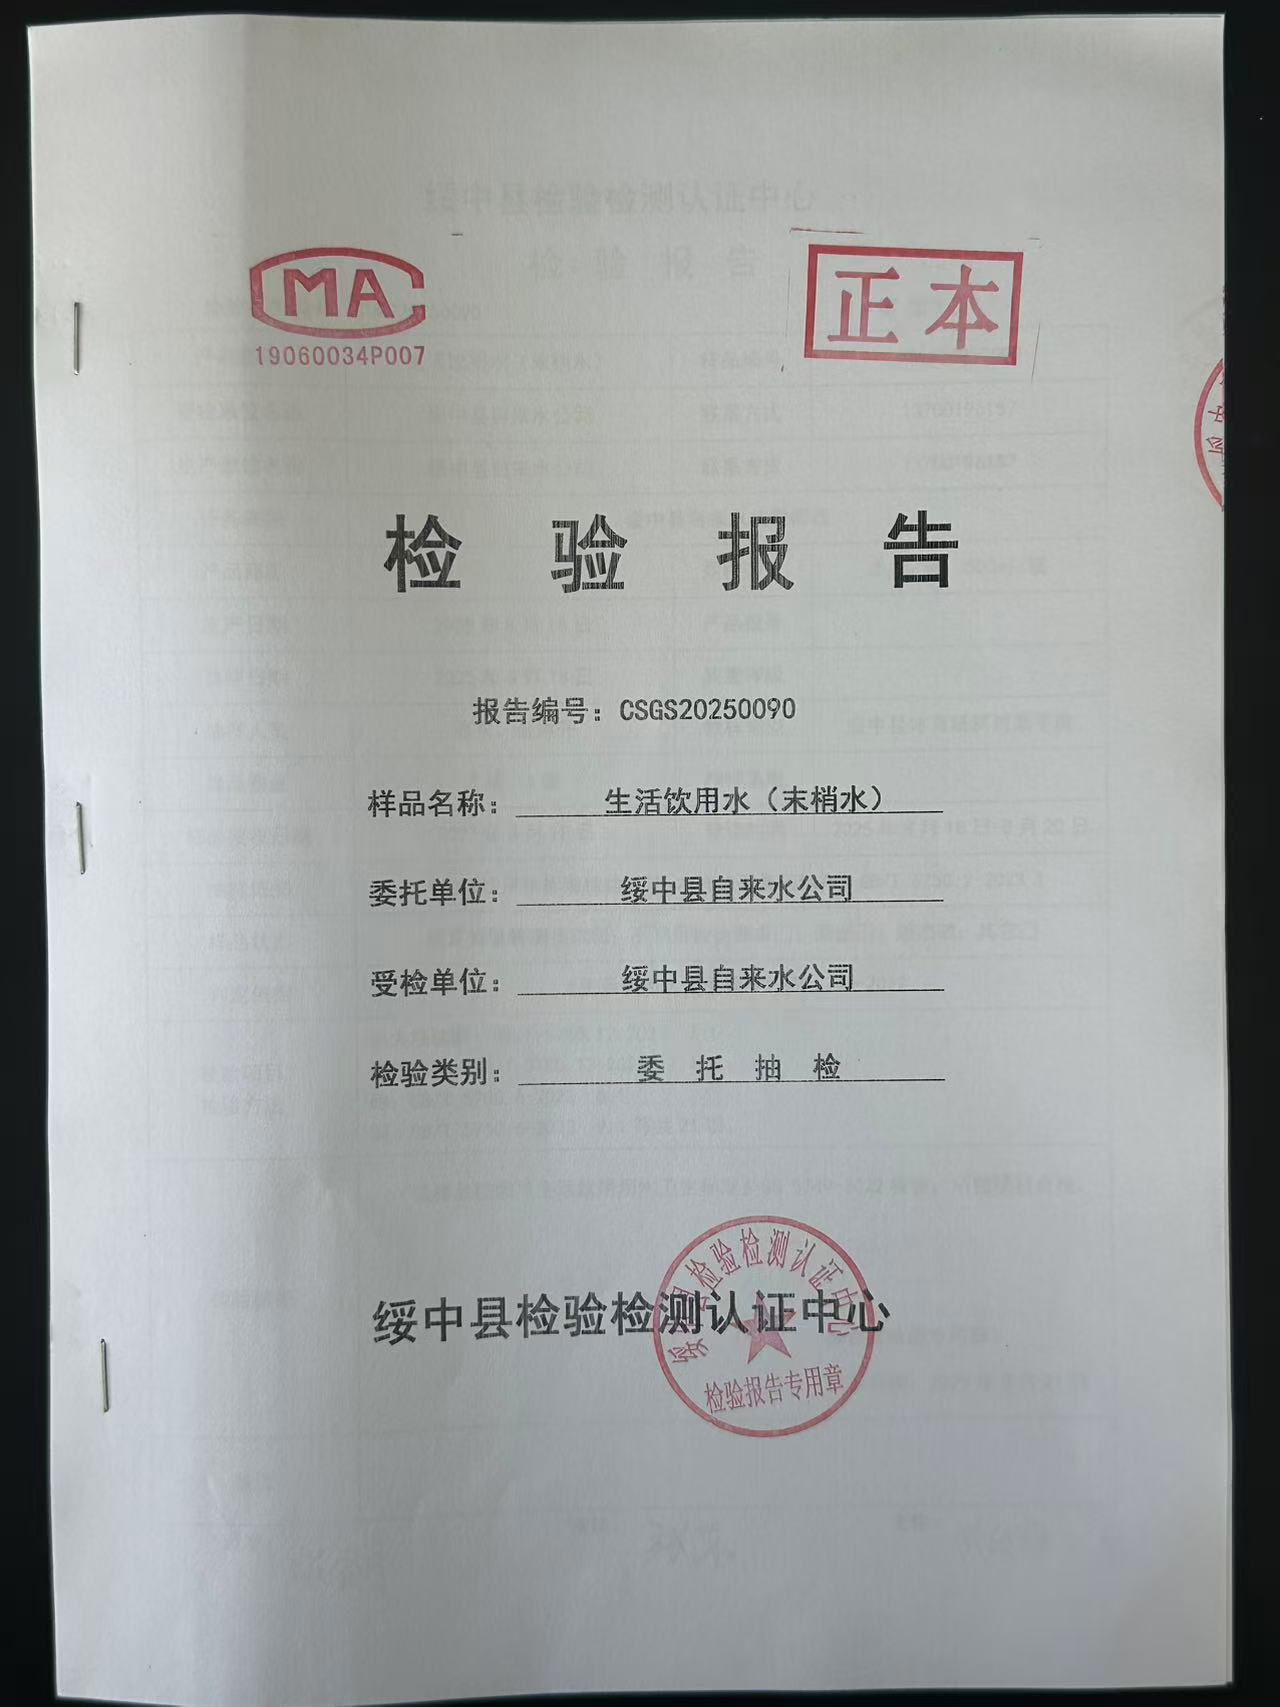 MA
19060034P007
正本
检验报告
报告编号：CSGS20250090
样品名称：生活饮用水（末梢水）
委托单位：绥中县自来水公司
受检单位：绥中县自来水公司
检验类别：委托抽检
绥中县检验检测认证中心
绥中县检验检测认证中心
检验报告专用章